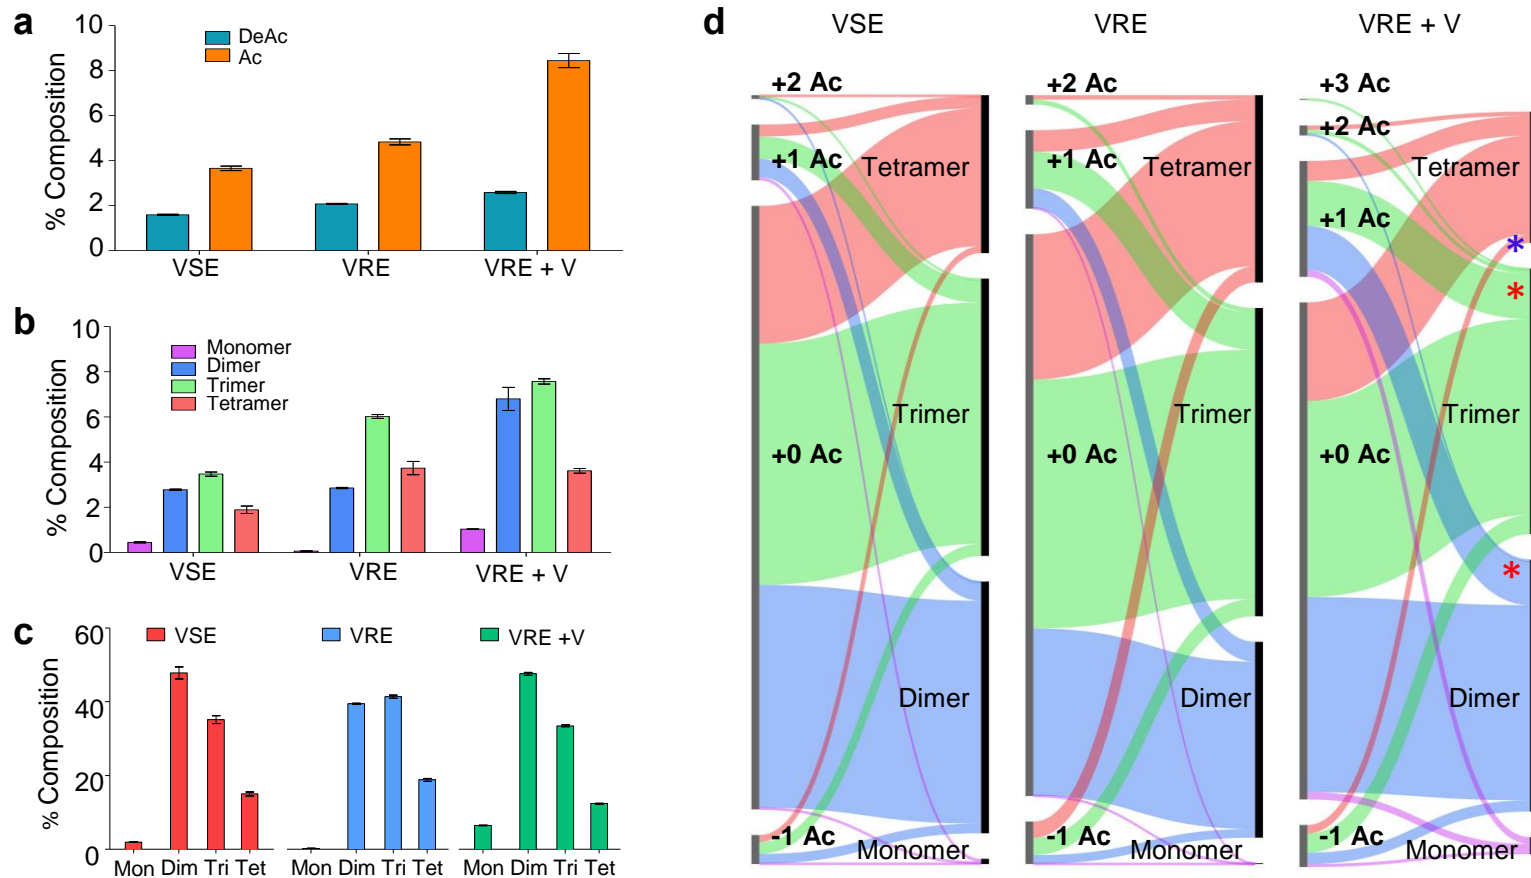 a
10
8
6
4
2
0
% Composition
DeAc
Ac
VSE
VRE
VRE + V
b
10
8
6
4
2
0
% Composition
Monomer
Dimer
Trimer
Tetramer
VSE
VRE
VRE + V
c
60
40
20
0
% Composition
VSE
VRE
VRE +V
Mon Dim Tri Tet
Mon Dim Tri Tet
Mon Dim Tri Tet
d
VSE
+2 Ac
+1 Ac
+0 Ac
-1 Ac
Tetramer
Trimer
Dimer
Monomer
VRE
+2 Ac
+1 Ac
+0 Ac
-1 Ac
Tetramer
Trimer
Dimer
Monomer
VRE + V
+3 Ac
+2 Ac
+1 Ac
+0 Ac
-1 Ac
Tetramer
*
*
Trimer
*
Dimer
Monomer